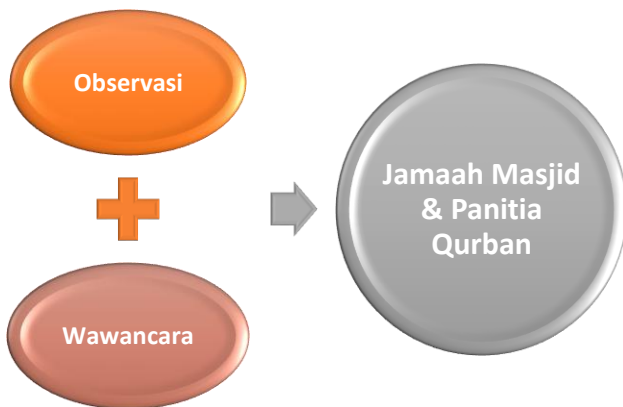 Observasi
Wawancara
Jamaah Masjid
& Panitia
Qurban